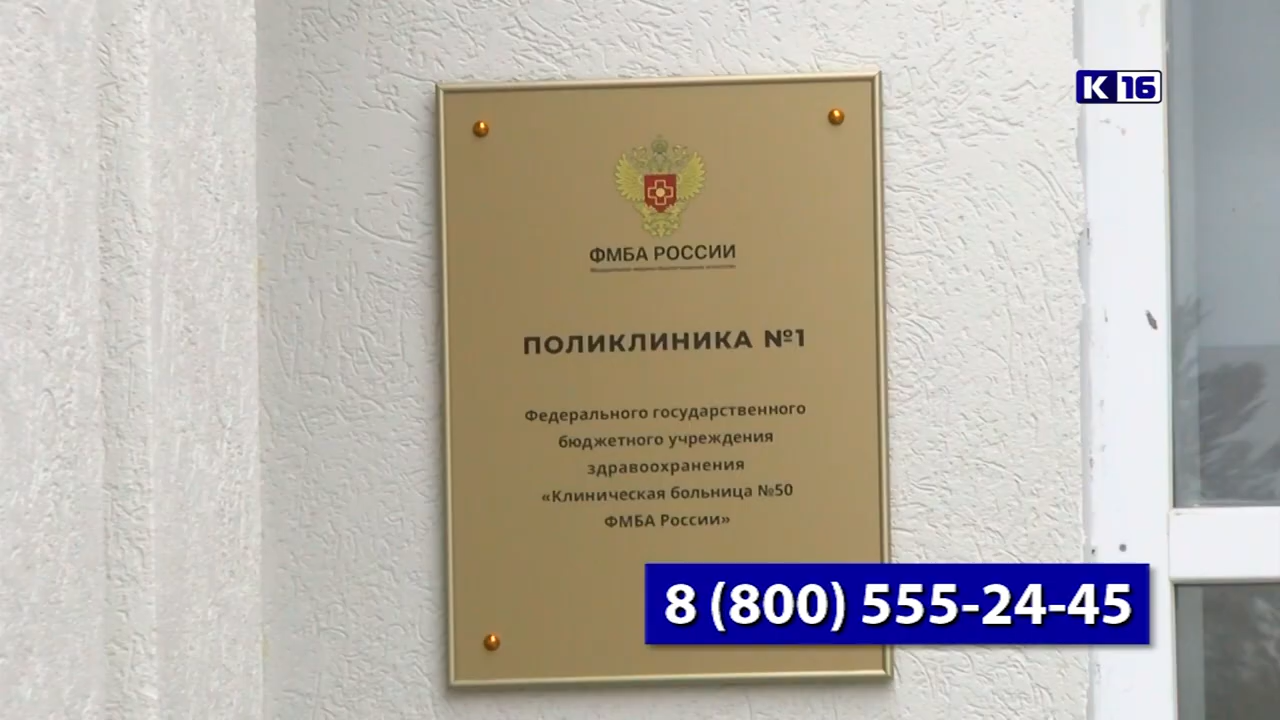 К 16
ФМБА РОССИИ
ПОЛИКЛИНИКА №1
Федерального государственного
бюджетного учреждения
здравоохранения
«Клиническая больница №50
ФМБА России»
8 (800) 555-24-45